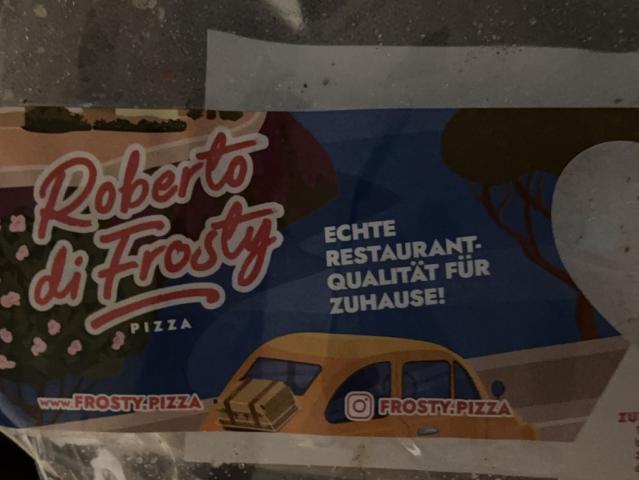 Roberto
di Frosty
PIZZA
ECHTE
RESTAURANT-
QUALITÄT FÜR
ZUHAUSE!
www.FROSTY.PIZZA
FROSTY.PIZZA